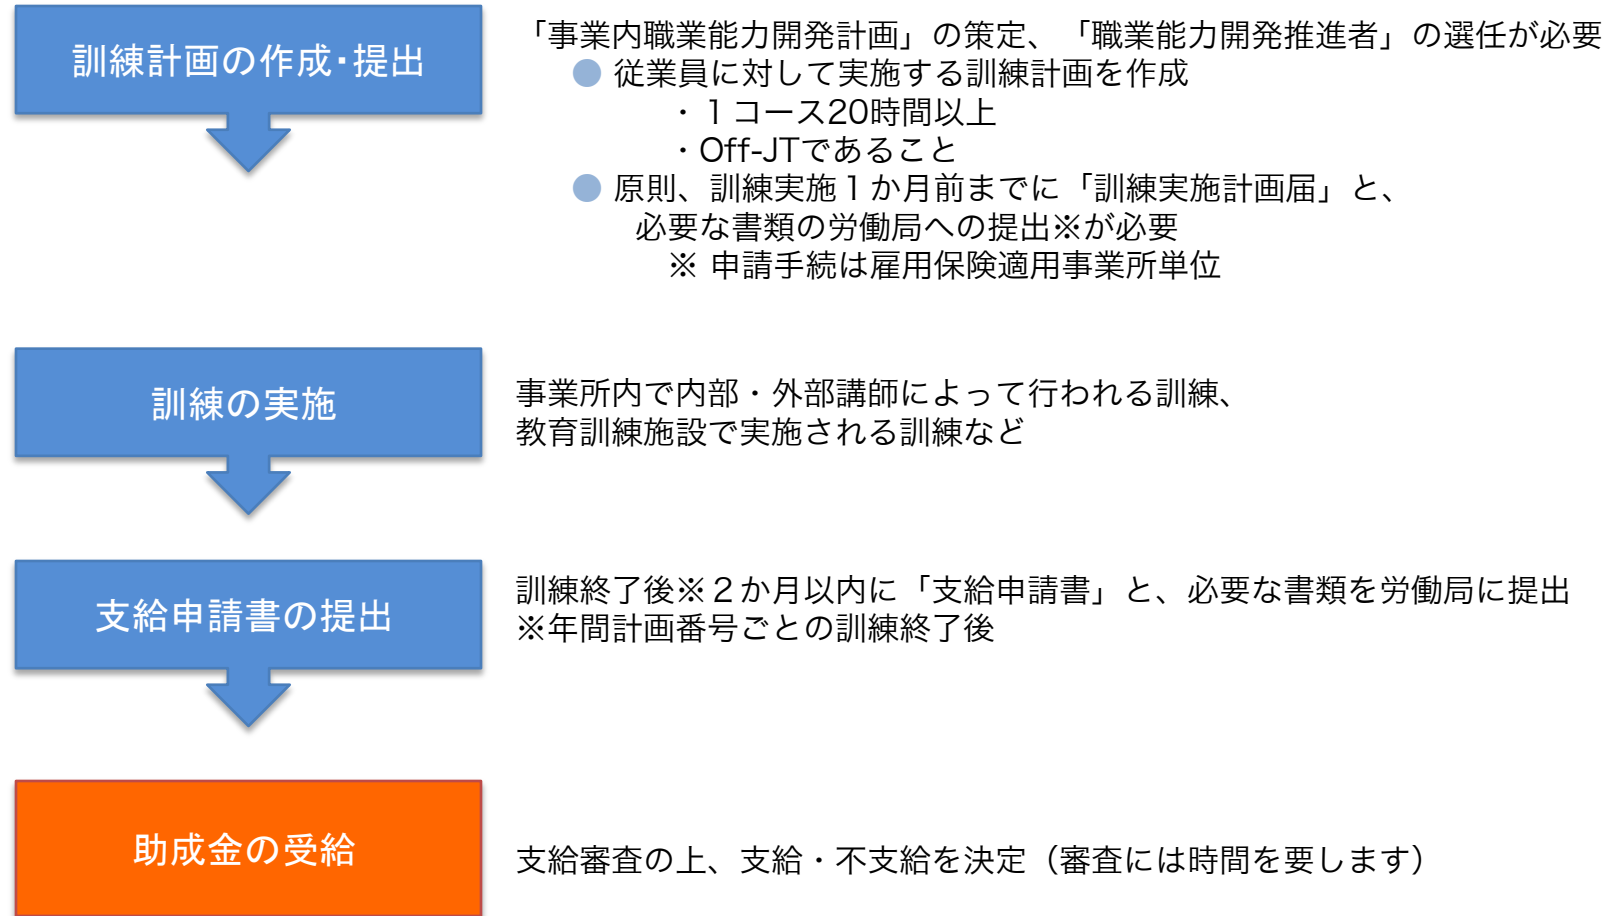 訓練計画の作成･提出
「事業内職業能力開発計画」の策定、「職業能力開発推進者」の選任が必要
● 従業員に対して実施する訓練計画を作成
・１コース20時間以上
・Off-JTであること
● 原則、訓練実施１か月前までに「訓練実施計画届」と、
必要な書類の労働局への提出※が必要
※ 申請手続は雇用保険適用事業所単位
訓練の実施
事業所内で内部・外部講師によって行われる訓練、
教育訓練施設で実施される訓練など
支給申請書の提出
訓練終了後※２か月以内に「支給申請書」と、必要な書類を労働局に提出
※年間計画番号ごとの訓練終了後
助成金の受給
支給審査の上、支給・不支給を決定（審査には時間を要します）